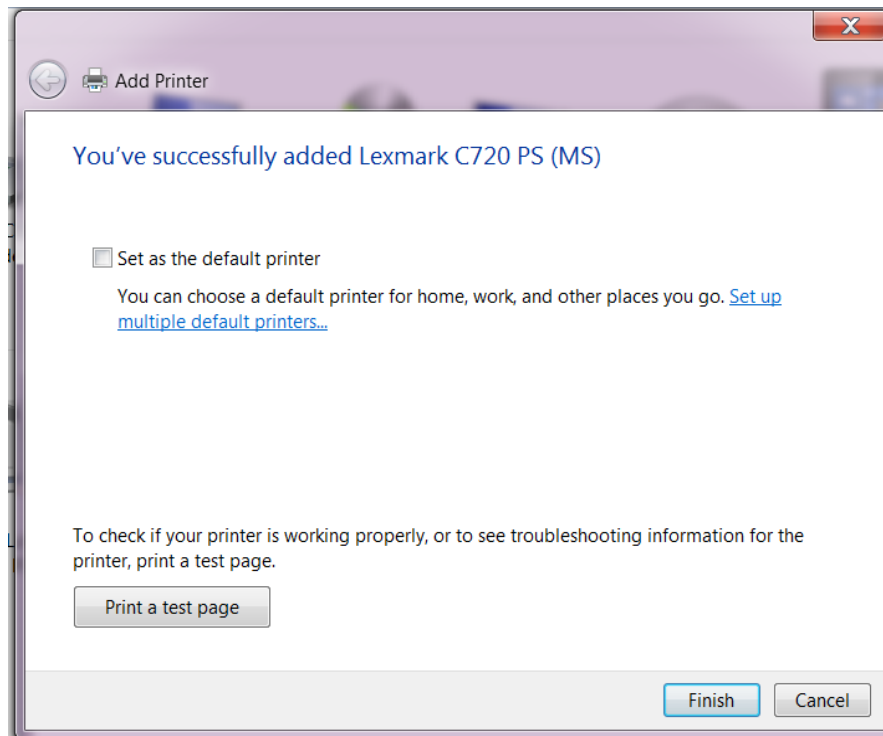 Add Printer
You've successfully added Lexmark C720 PS (MS)
Set as the default printer
You can choose a default printer for home, work, and other places you go. Set up
multiple default printers...
To check if your printer is working properly, or to see troubleshooting information for the
printer, print a test page.
Print a test page
Finish
Cancel